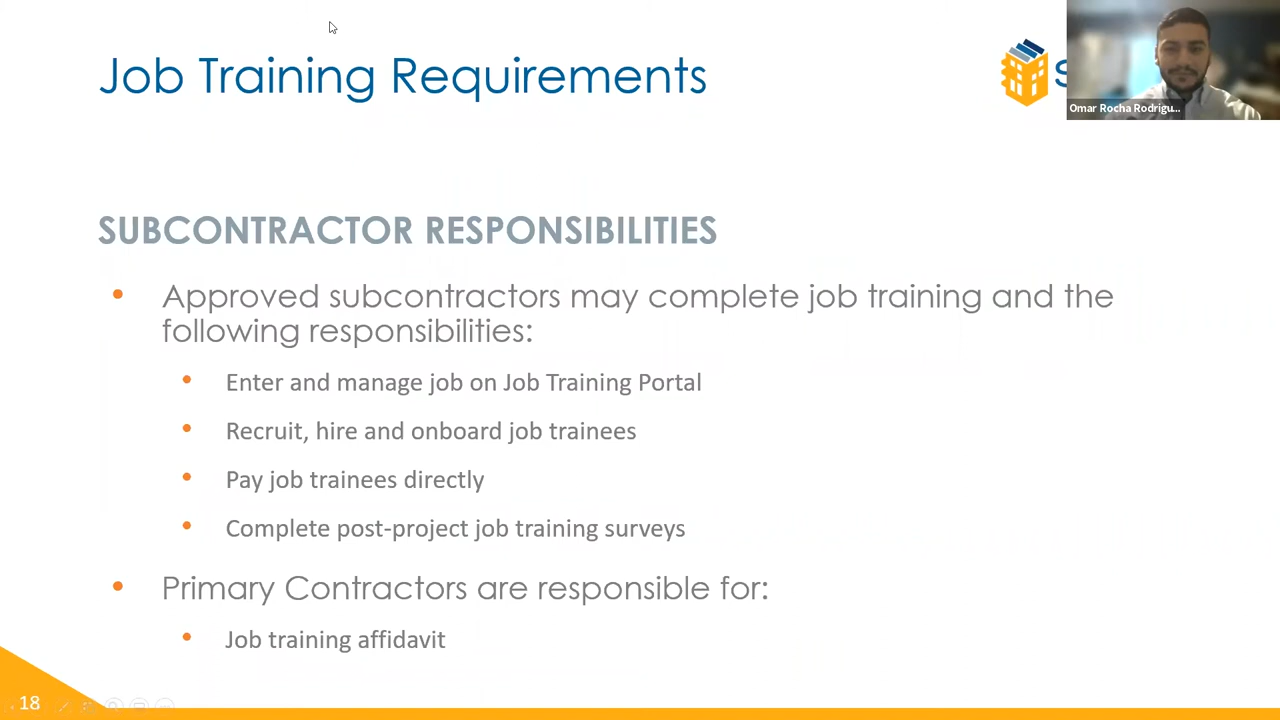 Job Training Requirements
S
Omar Rocha Rodrigu...
SUBCONTRACTOR RESPONSIBILITIES
• Approved subcontractors may complete job training and the
following responsibilities:
• Enter and manage job on Job Training Portal
• Recruit, hire and onboard job trainees
• Pay job trainees directly
• Complete post-project job training surveys
• Primary Contractors are responsible for:
• Job training affidavit
18